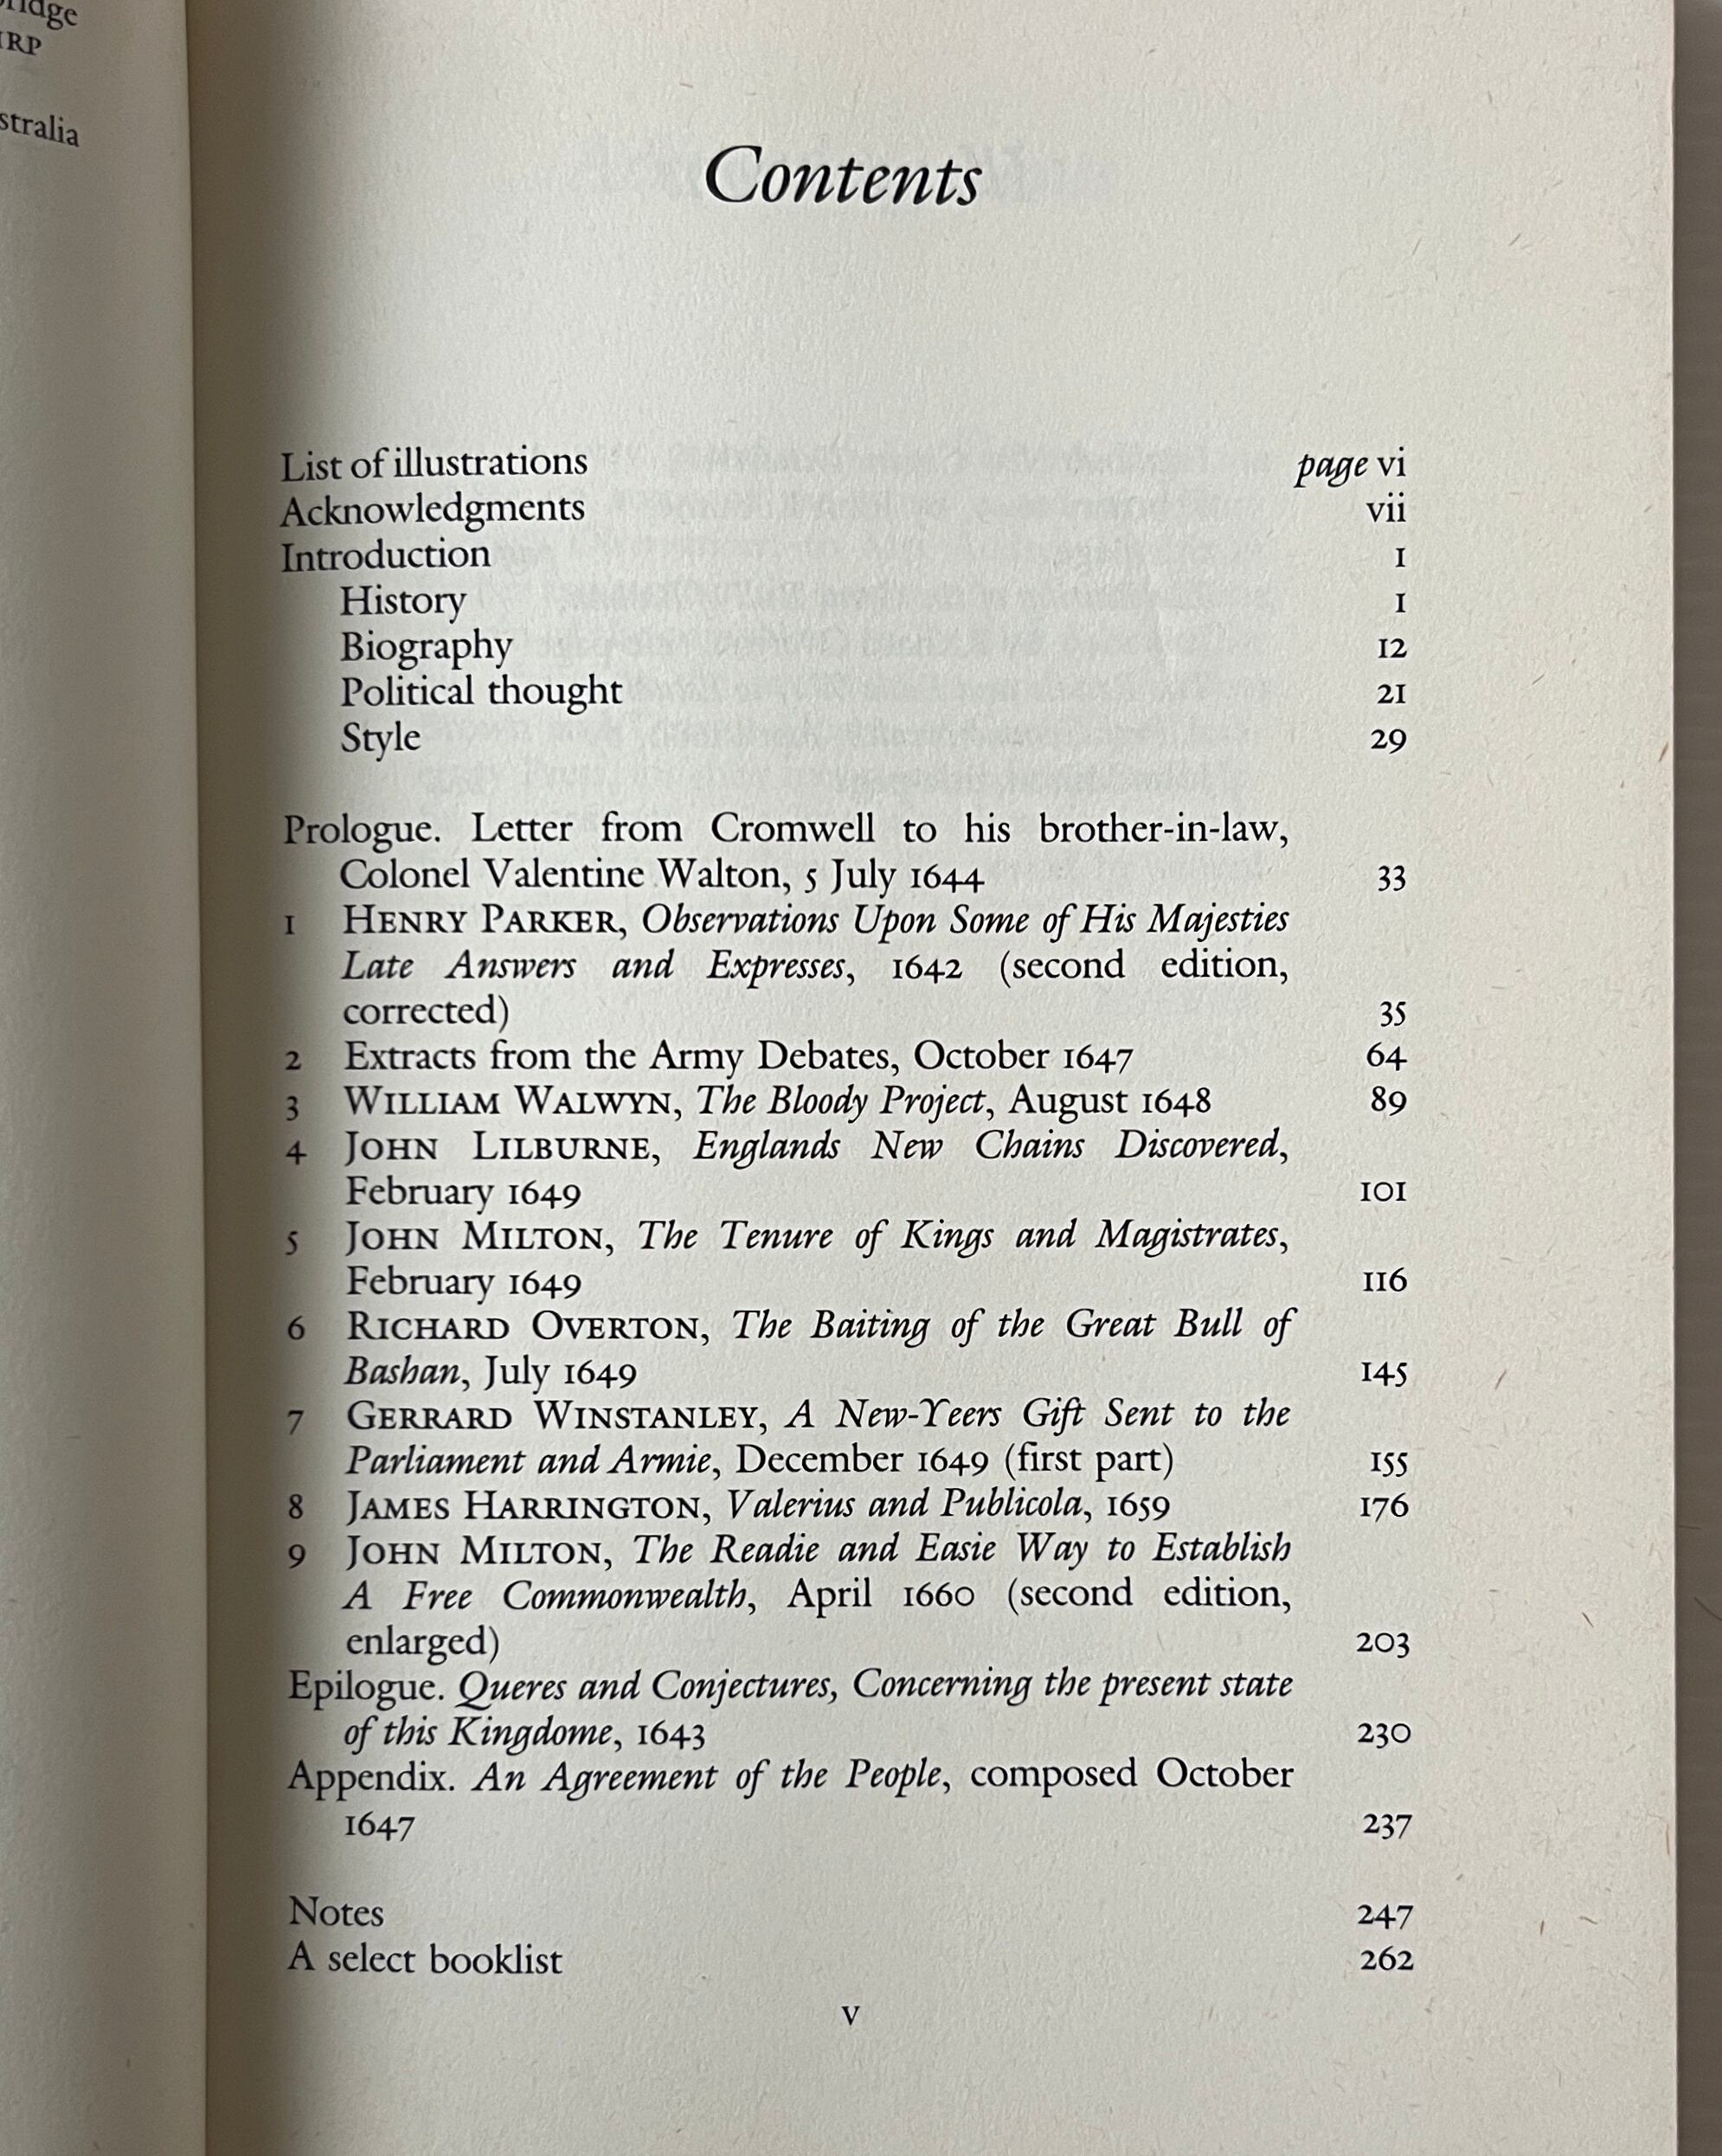 IRP
Contents
List of illustrations page vi
Acknowledgments vii
Introduction 1
History 1
Biography 12
Political thought 21
Style 29
Prologue. Letter from Cromwell to his brother-in-law,
Colonel Valentine Walton, 5 July 1644 33
1 HENRY PARKER, Observations Upon Some of His Majesties
Late Answers and Expresses, 1642 (second edition,
corrected) 35
2 Extracts from the Army Debates, October 1647 64
3 WILLIAM WALWYN, The Bloody Project, August 1648 89
4 JOHN LILBURNE, Englands New Chains Discovered,
February 1649 101
5 JOHN MILTON, The Tenure of Kings and Magistrates,
February 1649 116
6 RICHARD OVERTON, The Baiting of the Great Bull of
Bashan, July 1649 145
7 GERRARD WINSTANLEY, A New-Yeers Gift Sent to the
Parliament and Armie, December 1649 (first part) 155
8 JAMES HARRINGTON, Valerius and Publicola, 1659 176
9 JOHN MILTON, The Readie and Easie Way to Establish
A Free Commonwealth, April 1660 (second edition,
enlarged) 203
Epilogue. Queres and Conjectures, Concerning the present state
of this Kingdome, 1643 230
Appendix. An Agreement of the People, composed October
1647 237
Notes 247
A select booklist 262
v